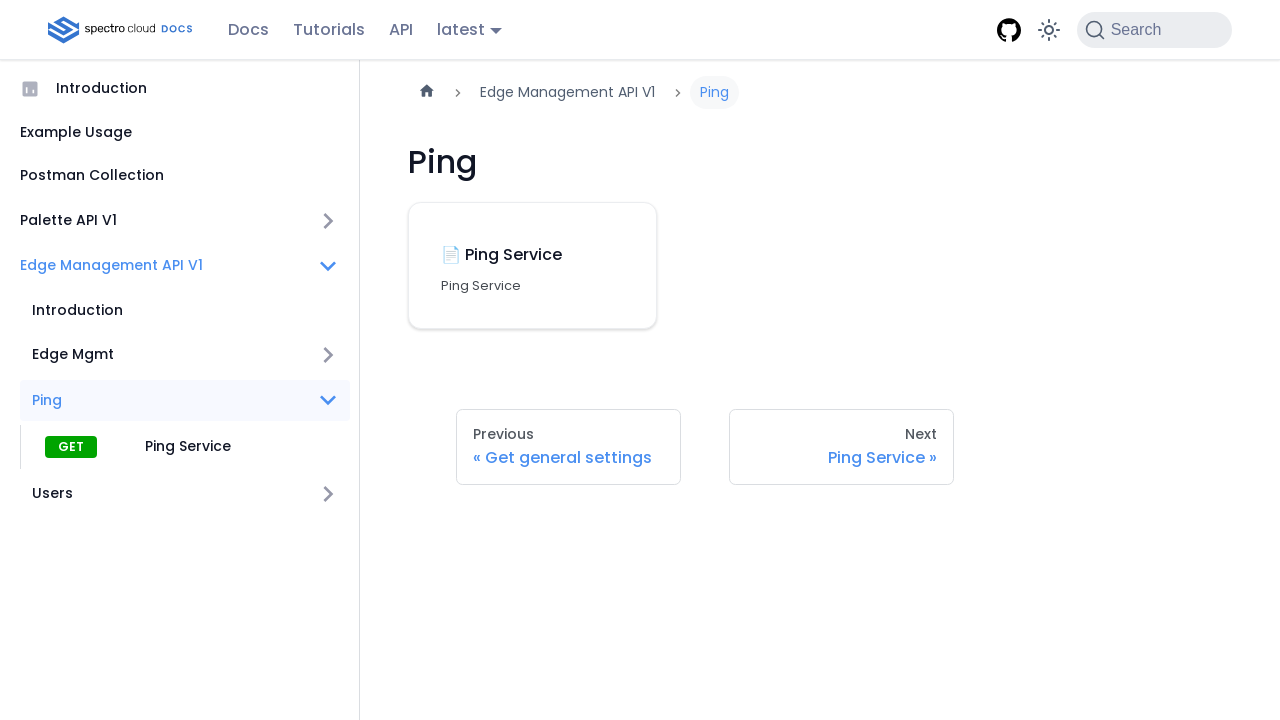 spectro cloud DOCS
Docs
Tutorials
API
latest
Search
Introduction
Example Usage
Postman Collection
Palette API V1
Edge Management API V1
Introduction
Edge Mgmt
Ping
GET Ping Service
Users
Edge Management API V1
Ping
Ping
📄 Ping Service
Ping Service
Previous
« Get general settings
Next
Ping Service »